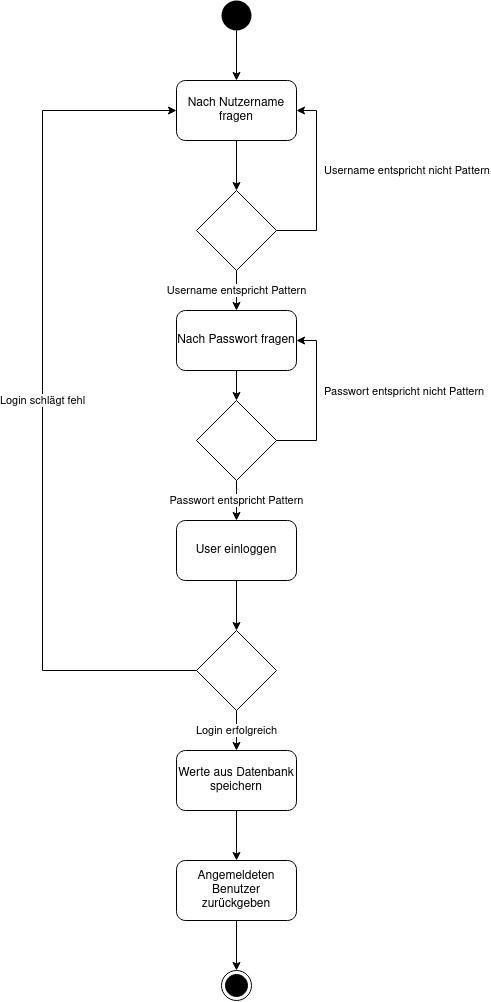 Nach Nutzername
fragen
Username entspricht nicht Pattern
Username entspricht Pattern
Nach Passwort fragen
Passwort entspricht nicht Pattern
Login schlägt fehl
Passwort entspricht Pattern
User einloggen
Login erfolgreich
Werte aus Datenbank
speichern
Angemeldeten
Benutzer
zurückgeben